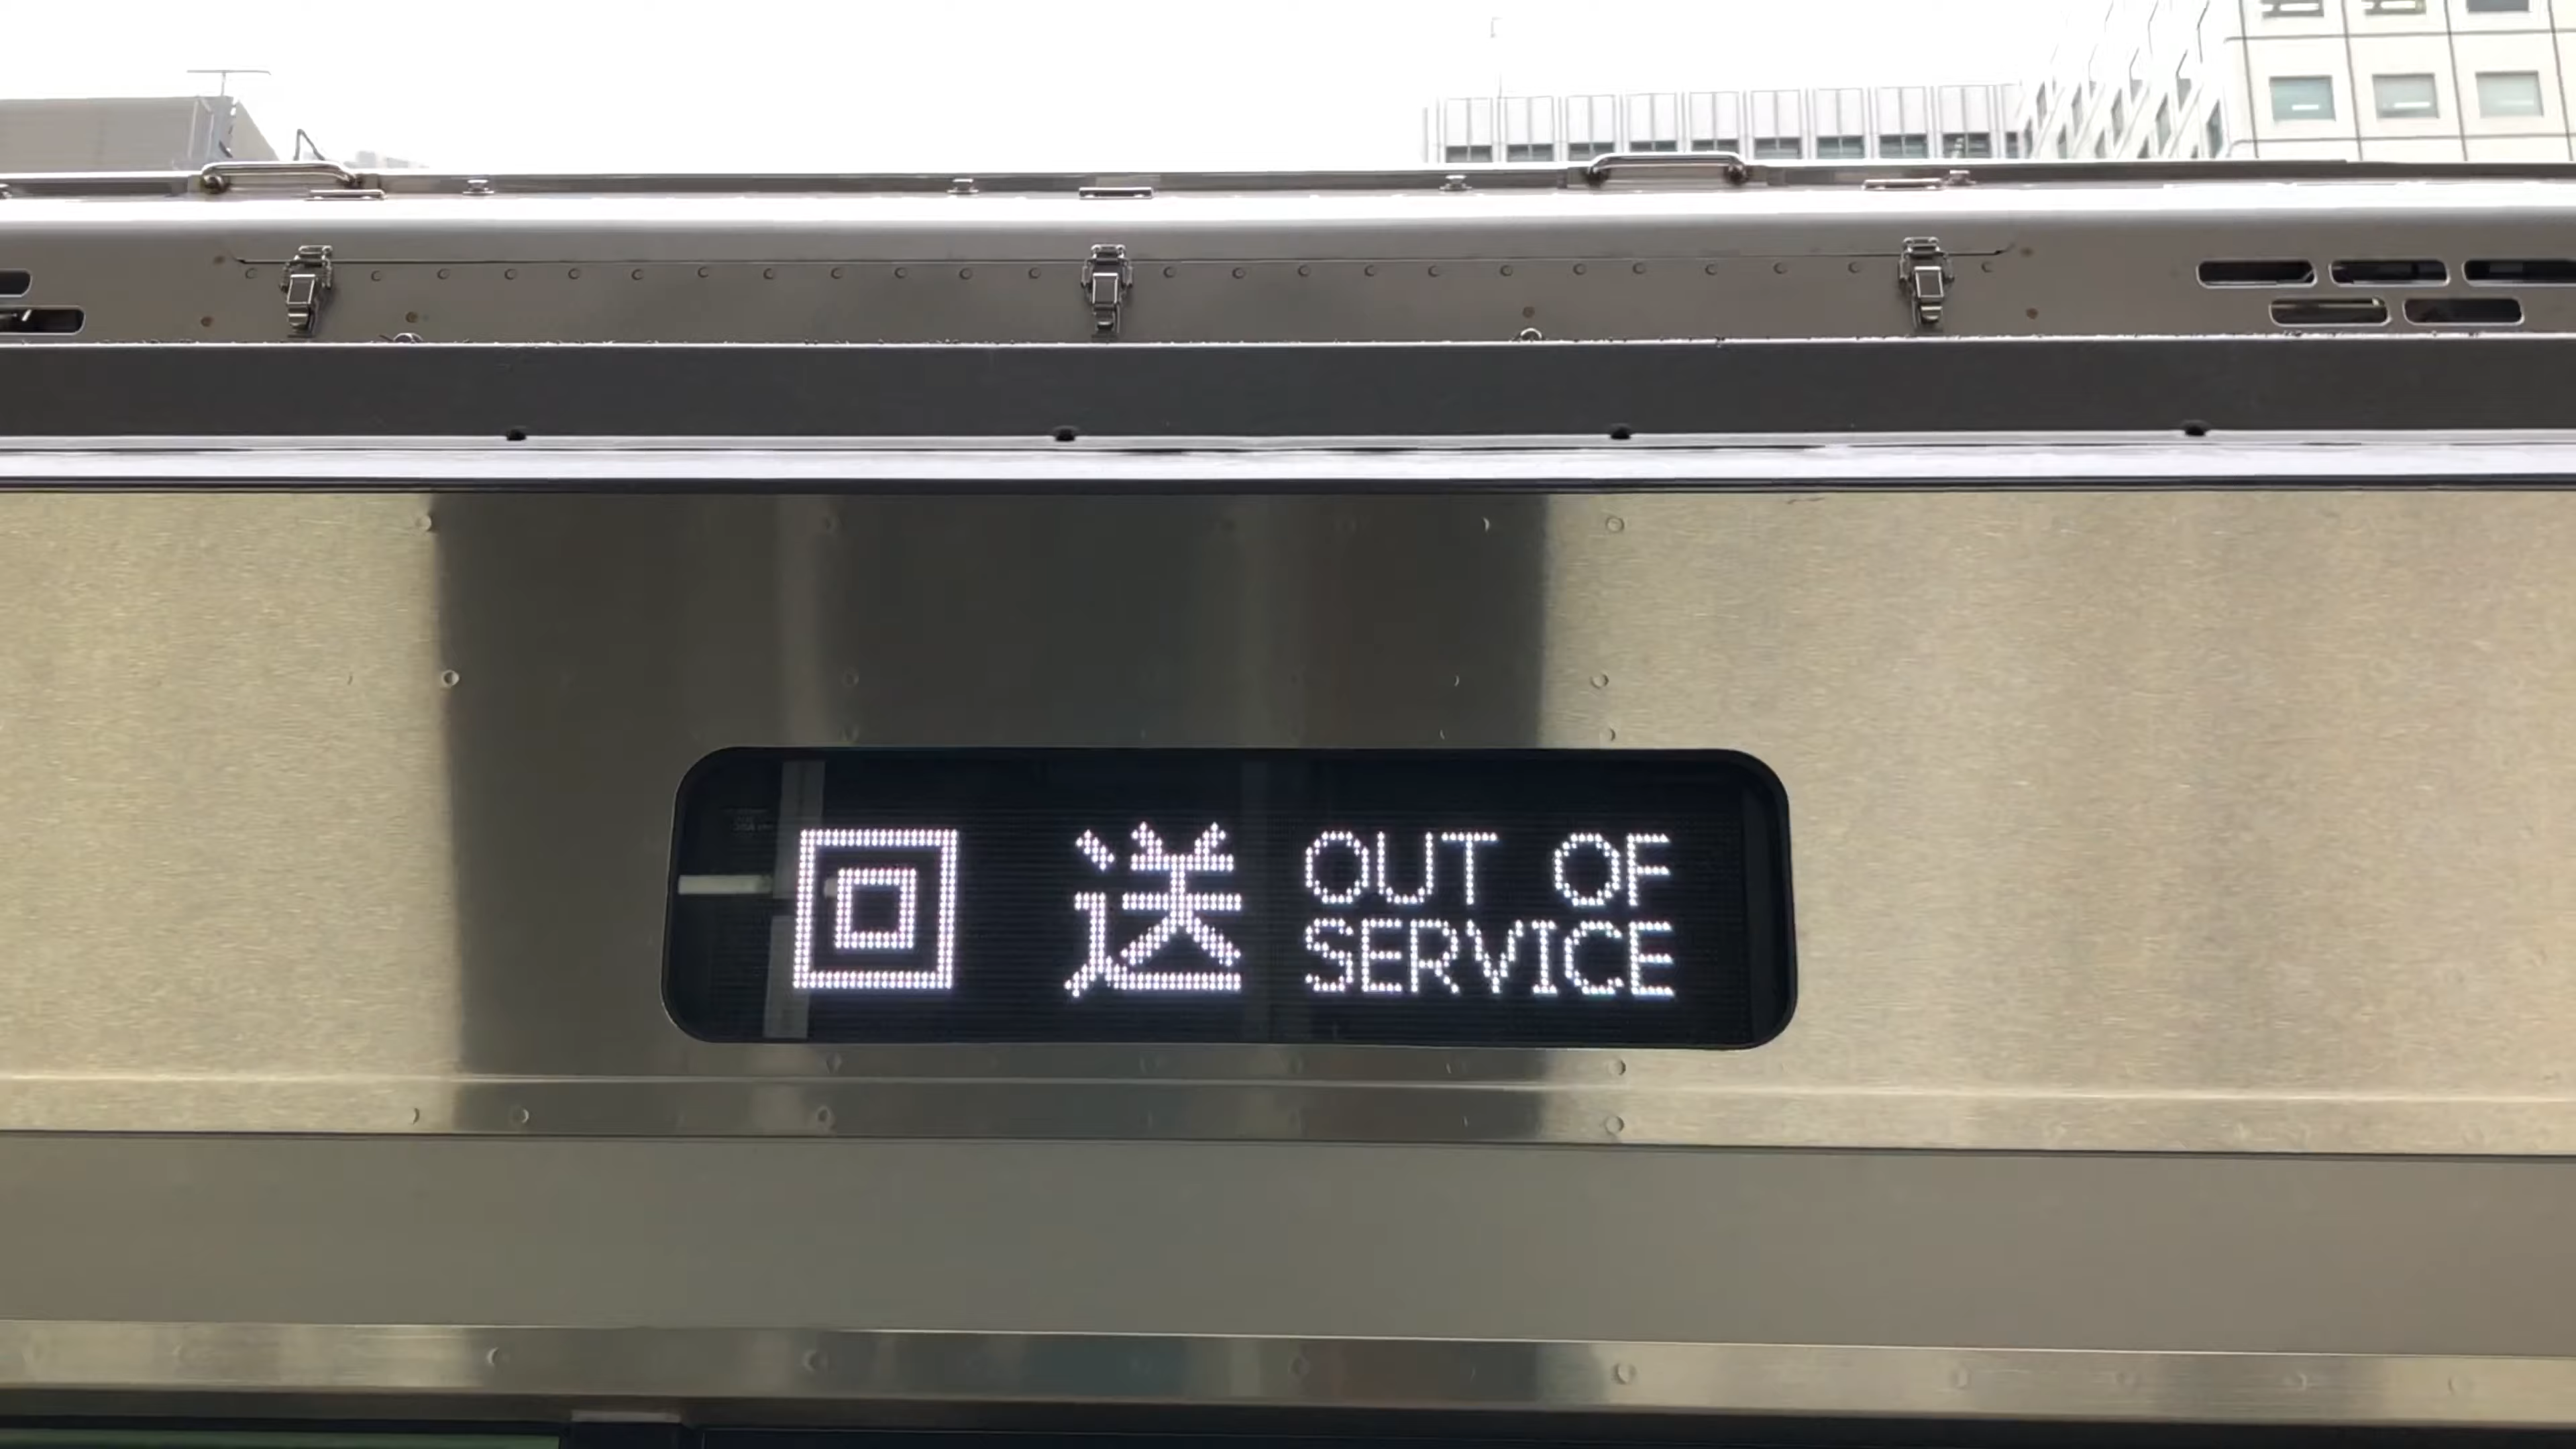 回送
OUT OF
SERVICE